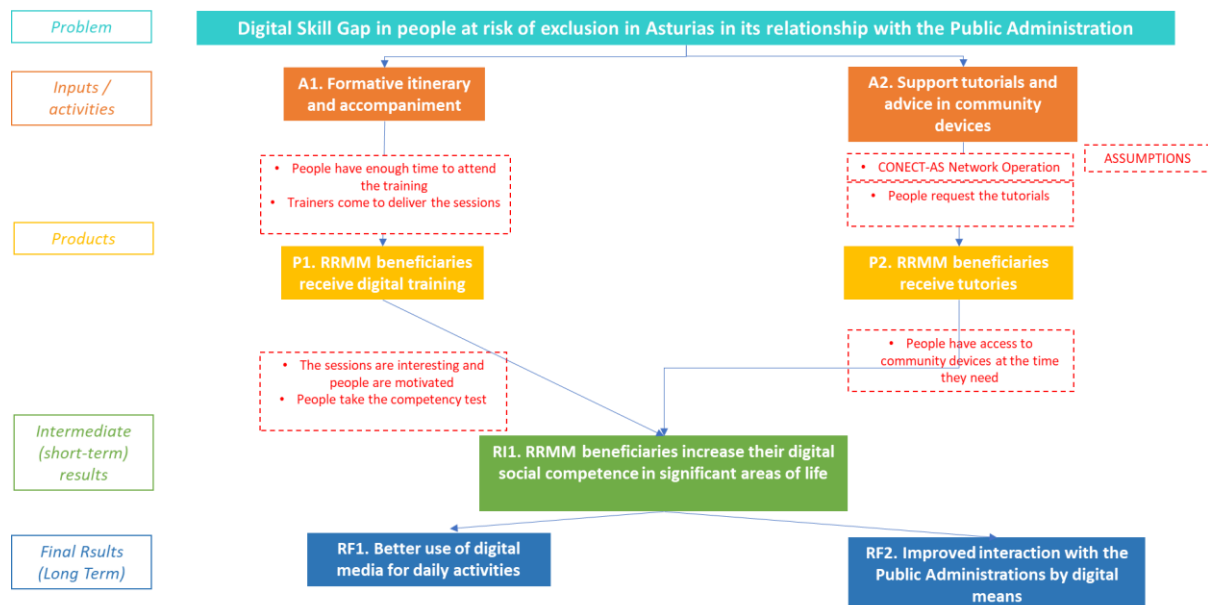 Problem
Digital Skill Gap in people at risk of exclusion in Asturias in its relationship with the Public Administration
Inputs /
activities
A1. Formative itinerary
and accompaniment
A2. Support tutorials and
advice in community
devices
• People have enough time to attend
the training
• Trainers come to deliver the sessions
• CONECT-AS Network Operation
• People request the tutorials
ASSUMPTIONS
Products
P1. RRMM beneficiaries
receive digital training
P2. RRMM beneficiaries
receive tutories
• The sessions are interesting and
people are motivated
• People take the competency test
• People have access to
community devices at the time
they need
Intermediate
(short-term)
results
RI1. RRMM beneficiaries increase their digital
social competence in significant areas of life
Final Rsults
(Long Term)
RF1. Better use of digital
media for daily activities
RF2. Improved interaction with the
Public Administrations by digital
means